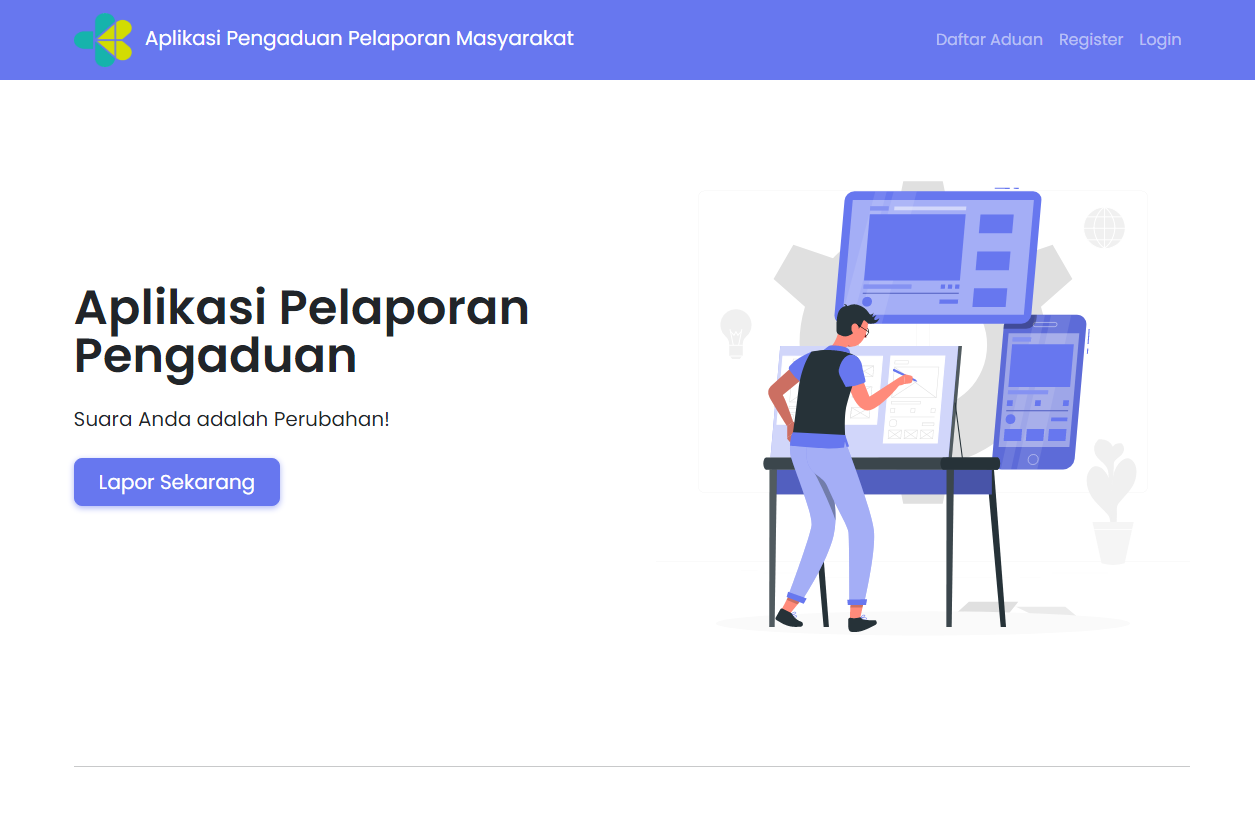 Aplikasi Pengaduan Pelaporan Masyarakat
Daftar Aduan Register Login
Aplikasi Pelaporan
Pengaduan
Suara Anda adalah Perubahan!
Lapor Sekarang